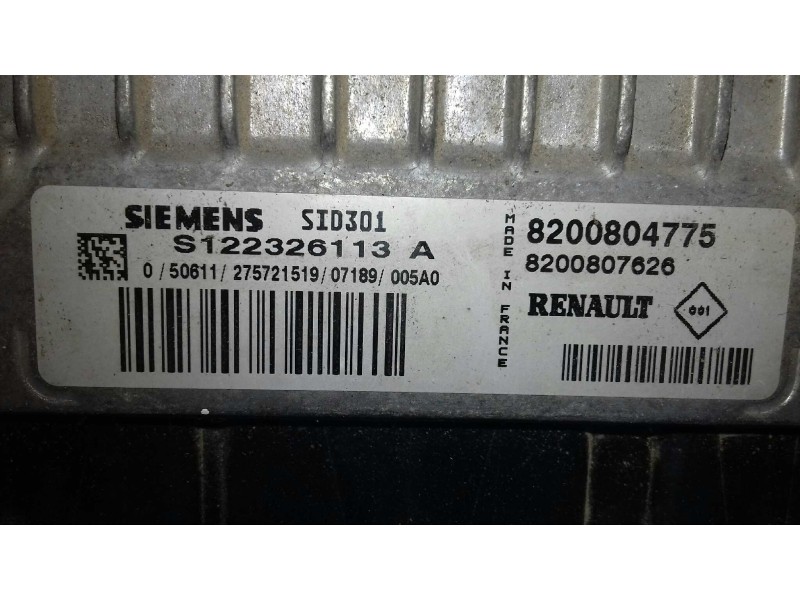 SIEMENS SID301
S122326113 A
0 / 50611 / 275721519 / 07189 / 005A0
MADE IN FRANCE
8200804775
8200807626
RENAULT 001